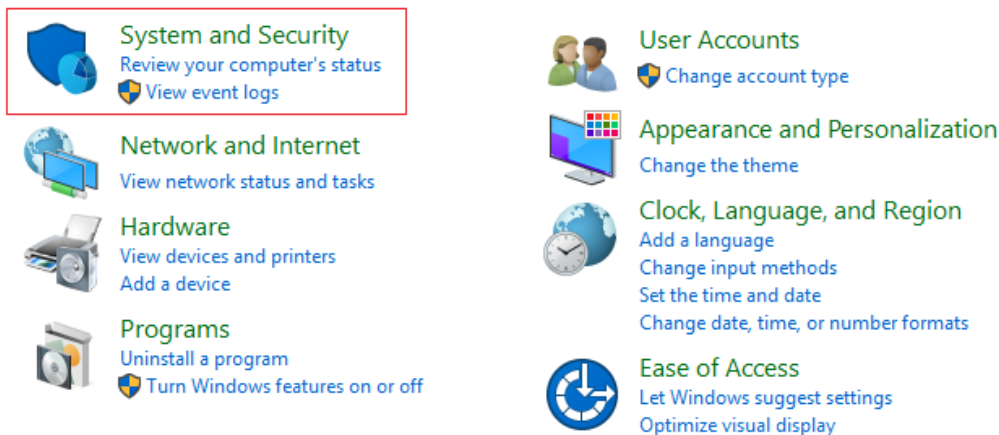 System and Security
Review your computer's status
View event logs
Network and Internet
View network status and tasks
Hardware
View devices and printers
Add a device
Programs
Uninstall a program
Turn Windows features on or off
User Accounts
Change account type
Appearance and Personalization
Change the theme
Clock, Language, and Region
Add a language
Change input methods
Set the time and date
Change date, time, or number formats
Ease of Access
Let Windows suggest settings
Optimize visual display